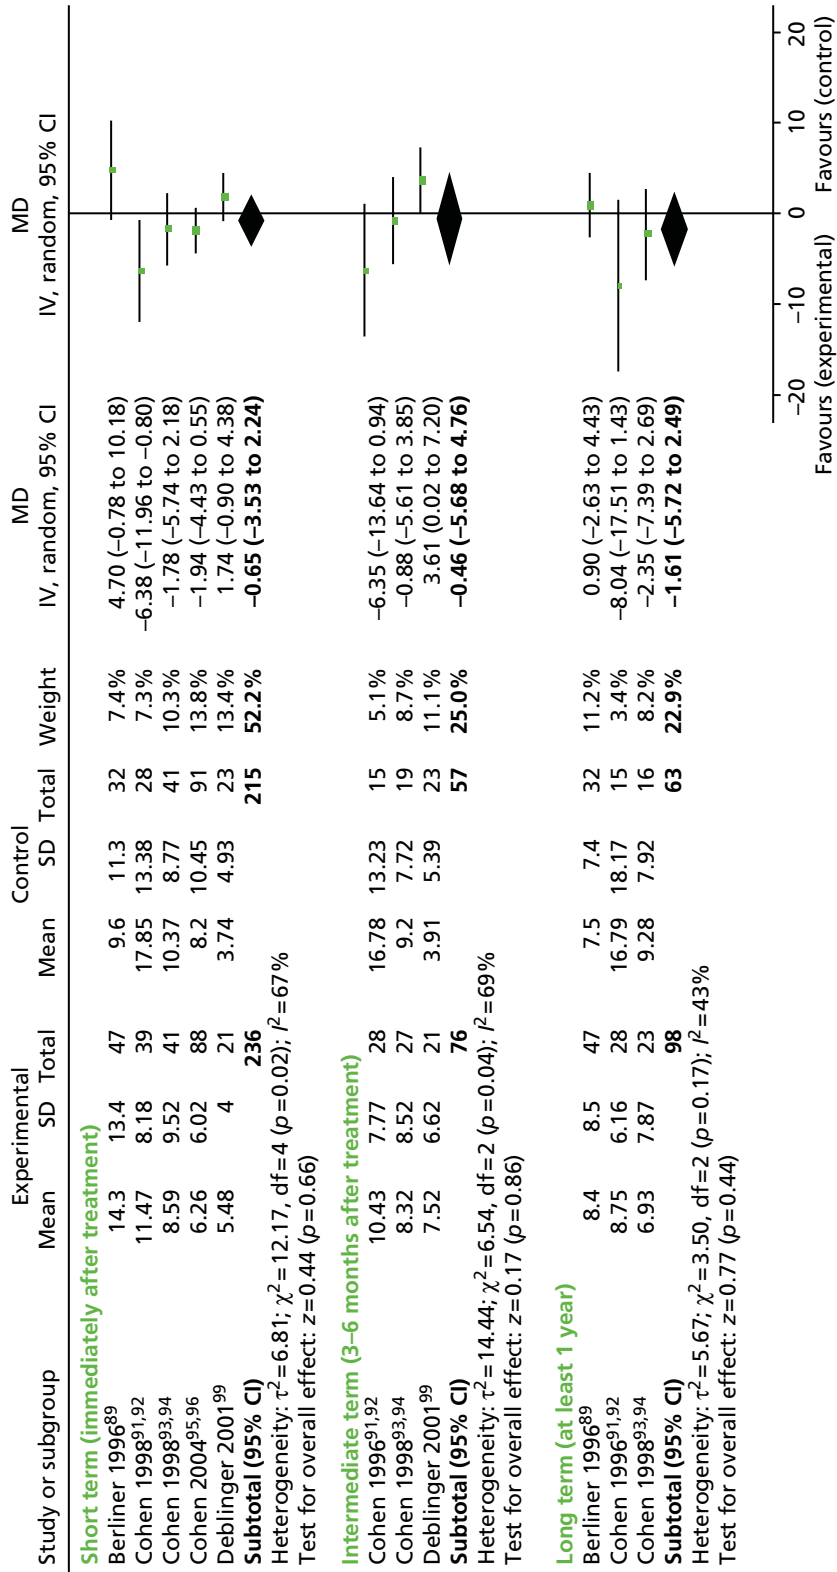 Experimental Control MD MD
Study or subgroup Mean SD Total Mean SD Total Weight IV, random, 95% CI IV, random, 95% CI
Short term (immediately after treatment)
Berliner 1996⁸⁹ 14.3 13.4 47 9.6 11.3 32 7.4% 4.70 (−0.78 to 10.18)
Cohen 1998⁹¹,⁹² 11.47 8.18 39 17.85 13.38 28 7.3% −6.38 (−11.96 to −0.80)
Cohen 1998⁹³,⁹⁴ 8.59 9.52 41 10.37 8.77 41 10.3% −1.78 (−5.74 to 2.18)
Cohen 2004⁹⁵,⁹⁶ 6.26 6.02 88 8.2 10.45 91 13.8% −1.94 (−4.43 to 0.55)
Deblinger 2001⁹⁹ 5.48 4 21 3.74 4.93 23 13.4% 1.74 (−0.90 to 4.38)
Subtotal (95% CI) 236 215 52.2% −0.65 (−3.53 to 2.24)
Heterogeneity: τ²=6.81; χ²=12.17, df=4 (p=0.02); I²=67%
Test for overall effect: z=0.44 (p=0.66)
Intermediate term (3–6 months after treatment)
Cohen 1996⁹¹,⁹² 10.43 7.77 28 16.78 13.23 15 5.1% −6.35 (−13.64 to 0.94)
Cohen 1998⁹³,⁹⁴ 8.32 8.52 27 9.2 7.72 19 8.7% −0.88 (−5.61 to 3.85)
Deblinger 2001⁹⁹ 7.52 6.62 21 3.91 5.39 23 11.1% 3.61 (0.02 to 7.20)
Subtotal (95% CI) 76 57 25.0% −0.46 (−5.68 to 4.76)
Heterogeneity: τ²=14.44; χ²=6.54, df=2 (p=0.04); I²=69%
Test for overall effect: z=0.17 (p=0.86)
Long term (at least 1 year)
Berliner 1996⁸⁹ 8.4 8.5 47 7.5 7.4 32 11.2% 0.90 (−2.63 to 4.43)
Cohen 1996⁹¹,⁹² 8.75 6.16 28 16.79 18.17 15 3.4% −8.04 (−17.51 to 1.43)
Cohen 1998⁹³,⁹⁴ 6.93 7.87 23 9.28 7.92 16 8.2% −2.35 (−7.39 to 2.69)
Subtotal (95% CI) 98 63 22.9% −1.61 (−5.72 to 2.49)
Heterogeneity: τ²=5.67; χ²=3.50, df=2 (p=0.17); I²=43%
Test for overall effect: z=0.77 (p=0.44)
−20 −10 0 10 20
Favours (experimental) Favours (control)